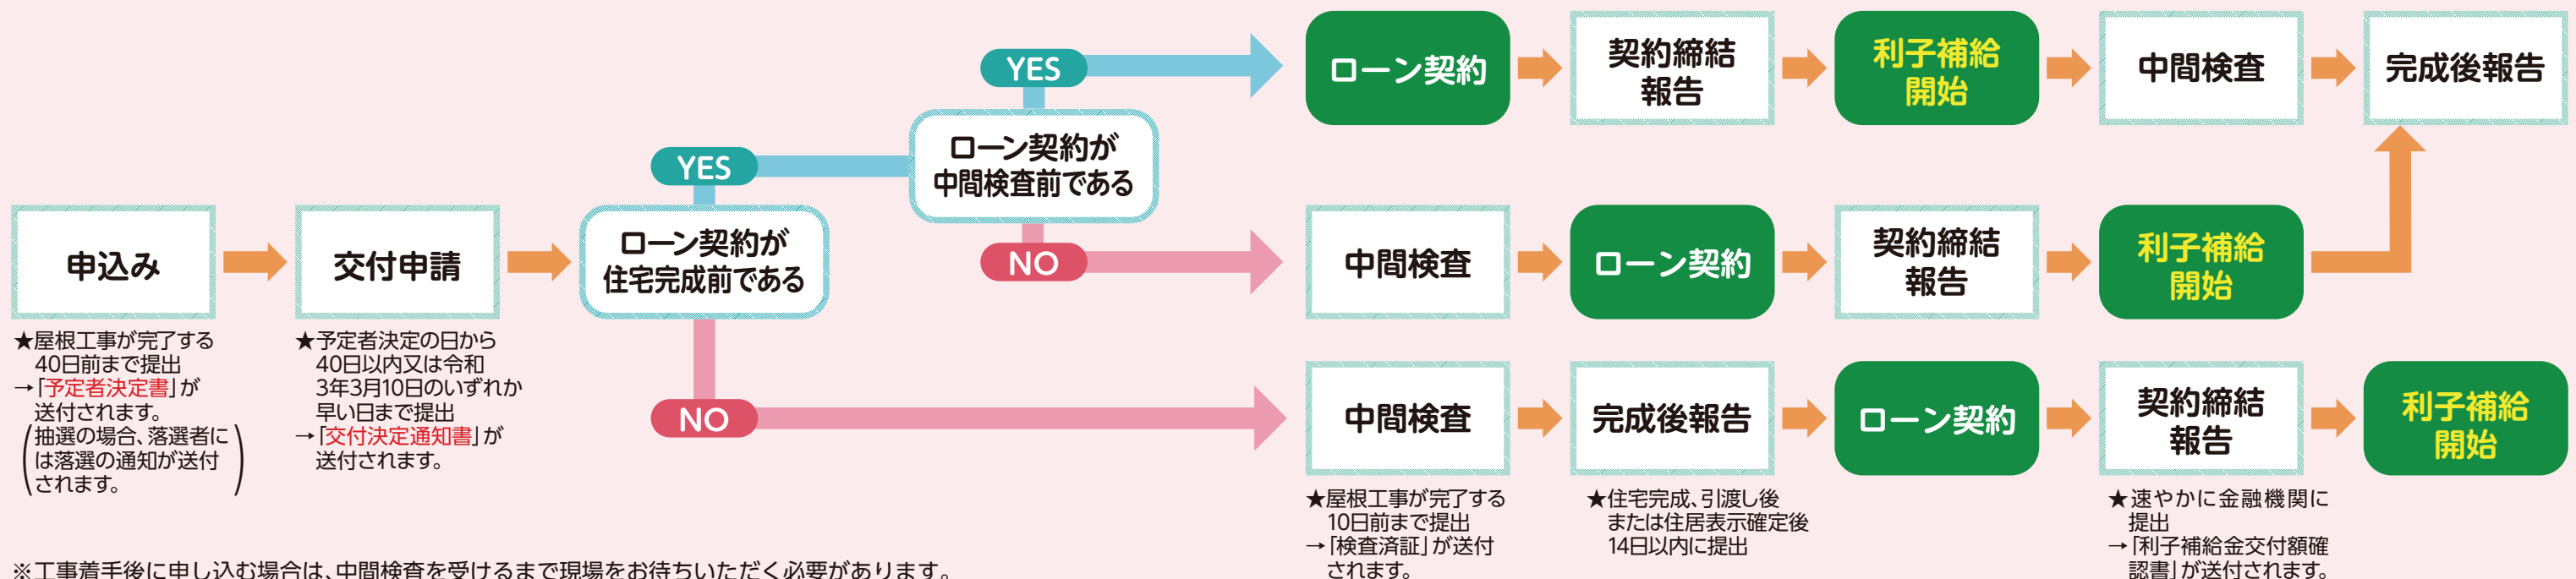 申込み
★屋根工事が完了する
40日前まで提出
→「予定者決定書」が
送付されます。
(抽選の場合、落選者に
は落選の通知が送付
されます。)
交付申請
★予定者決定の日から
40日以内又は令和
3年3月10日のいずれか
早い日まで提出
→「交付決定通知書」が
送付されます。
ローン契約が
住宅完成前である
YES
ローン契約が
中間検査前である
YES
ローン契約
契約締結
報告
利子補給
開始
中間検査
完成後報告
NO
中間検査
ローン契約
契約締結
報告
利子補給
開始
NO
中間検査
★屋根工事が完了する
10日前まで提出
→「検査済証」が送付
されます。
完成後報告
★住宅完成、引渡し後
または住居表示確定後
14日以内に提出
ローン契約
契約締結
報告
★速やかに金融機関に
提出
→「利子補給金交付額確
認書」が送付されます。
利子補給
開始
※工事着手後に申し込む場合は、中間検査を受けるまで現場をお待ちいただく必要があります。